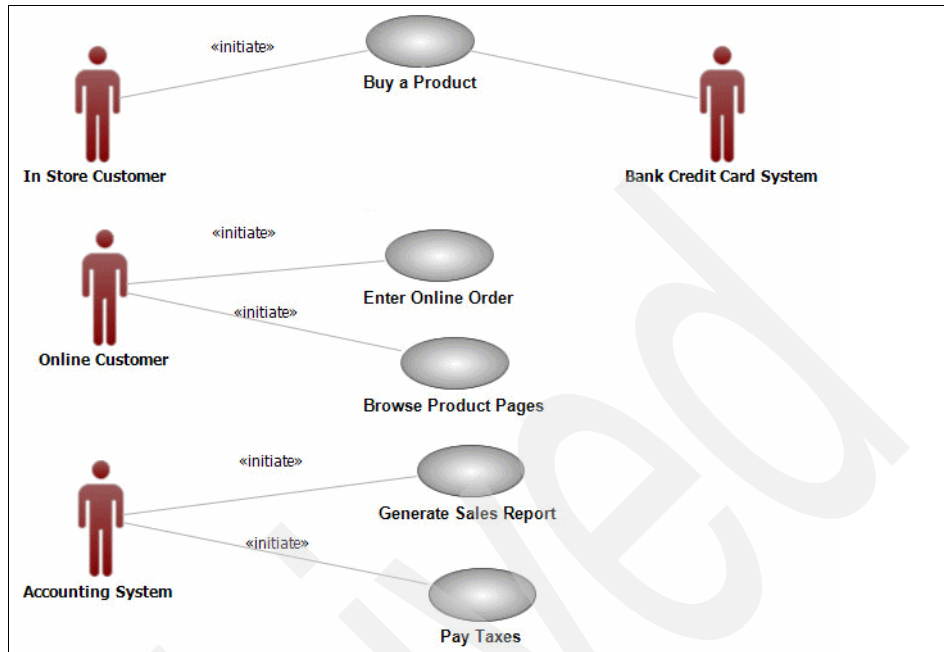 «initiate»
Buy a Product
In Store Customer
Bank Credit Card System
«initiate»
Enter Online Order
«initiate»
Online Customer
Browse Product Pages
«initiate»
Generate Sales Report
«initiate»
Accounting System
Pay Taxes